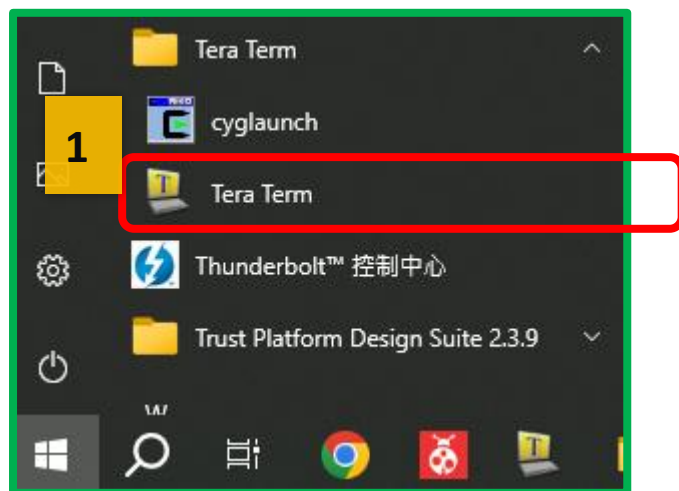 Tera Term
cyglaunch
1
Tera Term
Thunderbolt™ 控制中心
Trust Platform Design Suite 2.3.9
W